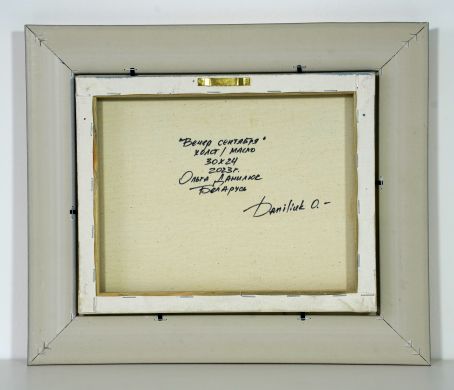 "Вечер сентября"
холст/масло
30х24
2023г.
Ольга Данилюк
Беларусь
Daniliuk O.-